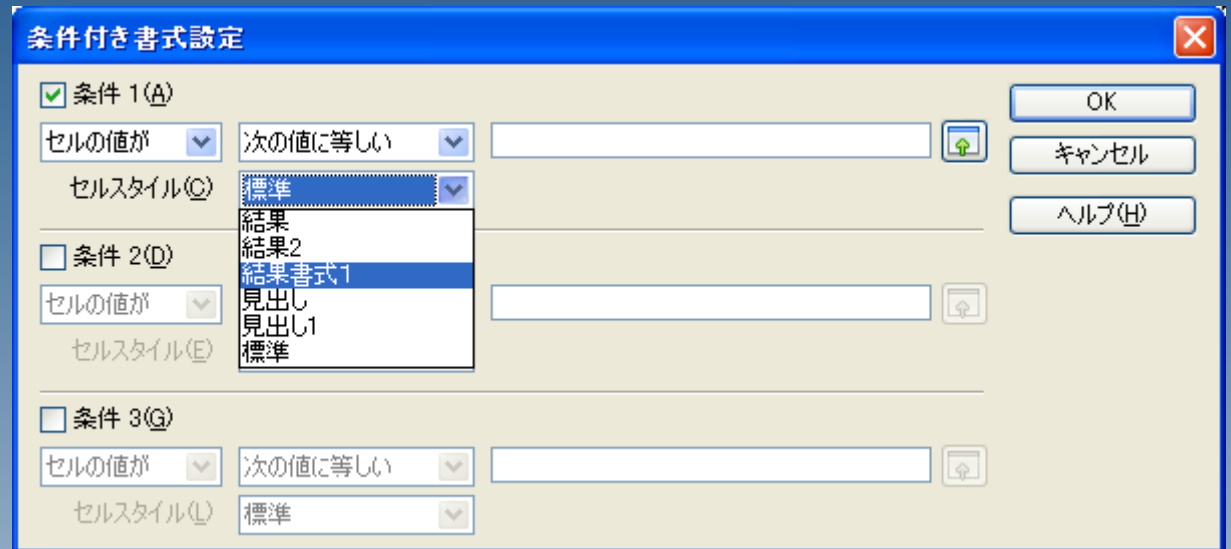 条件付き書式設定
条件 1(A)
OK
セルの値が 次の値に等しい
キャンセル
セルスタイル(C) 標準
ヘルプ(H)
結果
結果2
条件 2(D)
結果書式1
セルの値が
見出し
見出し1
セルスタイル(E)
標準
条件 3(G)
セルの値が 次の値に等しい
セルスタイル(L) 標準